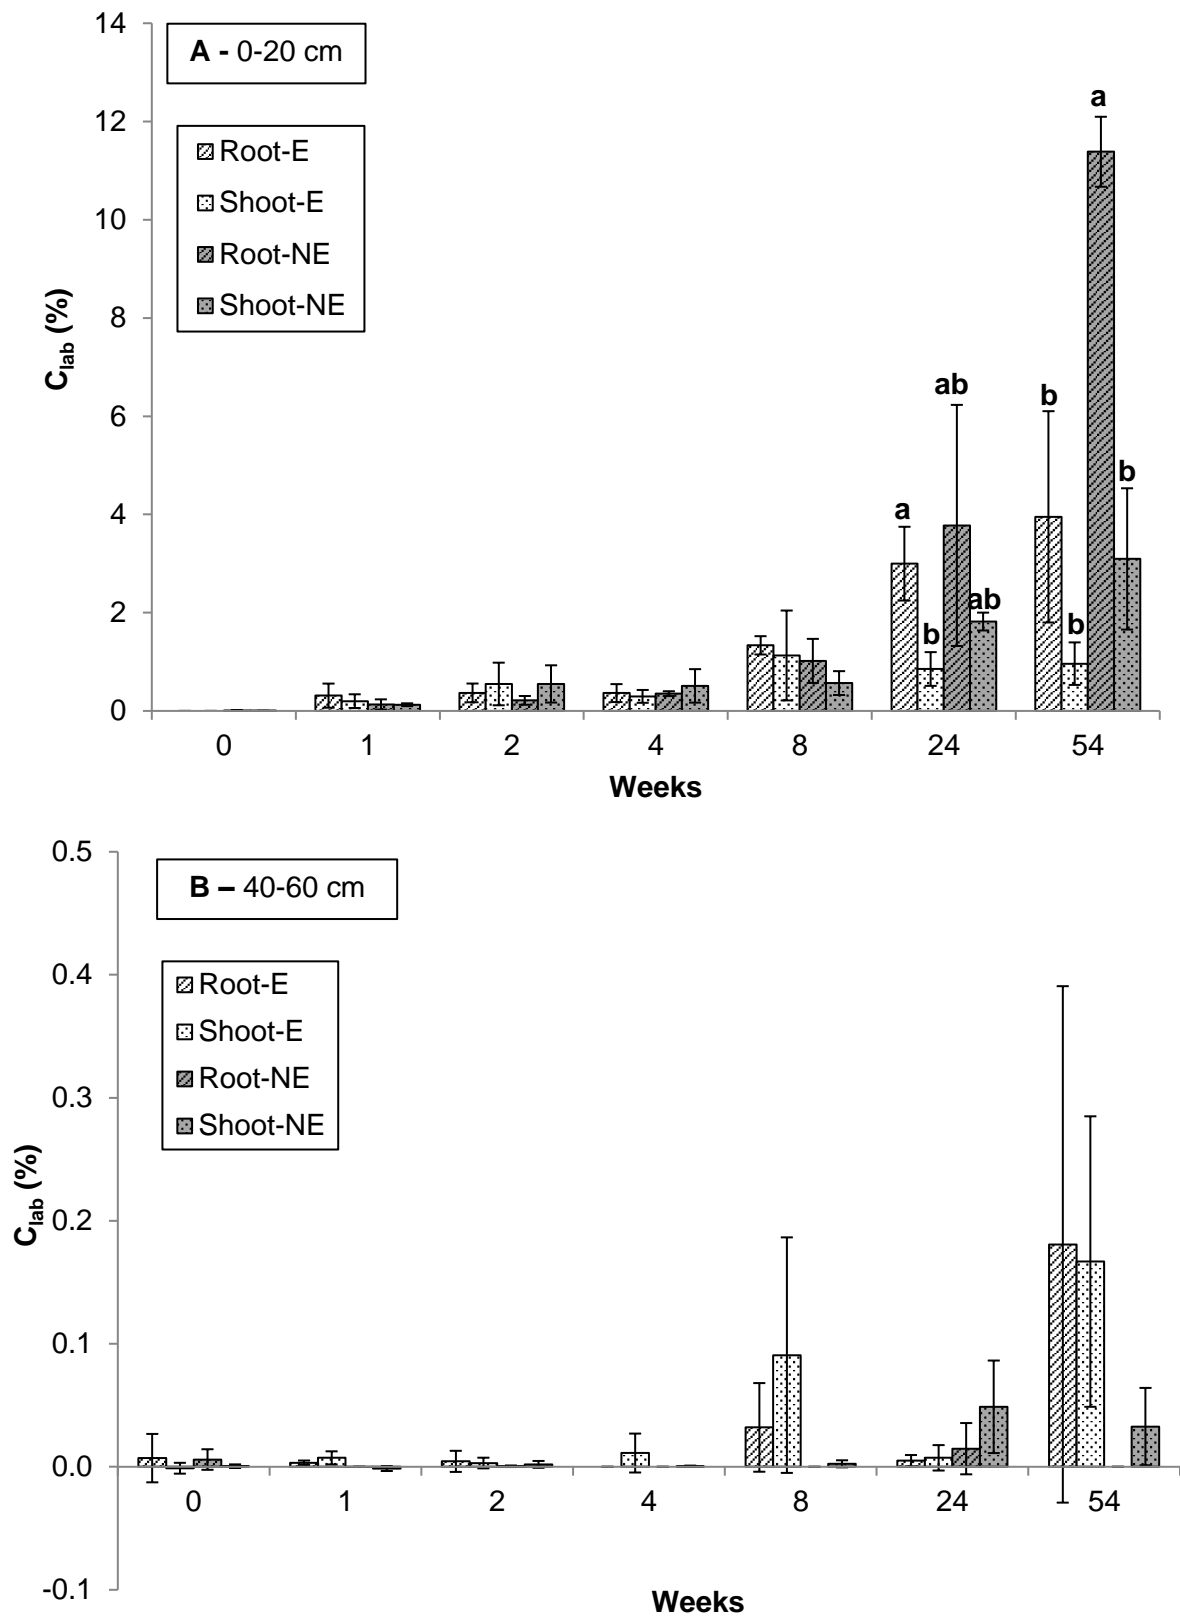 14
A - 0-20 cm
12
Root-E
Shoot-E
Root-NE
Shoot-NE
10
8
6
4
2
0
Clab (%)
a
b
ab
ab
b
b
a
b
0 1 2 4 8 24 54
Weeks
0.5
B – 40-60 cm
0.4
Root-E
Shoot-E
Root-NE
Shoot-NE
0.3
0.2
0.1
0.0
-0.1
Clab (%)
0 1 2 4 8 24 54
Weeks